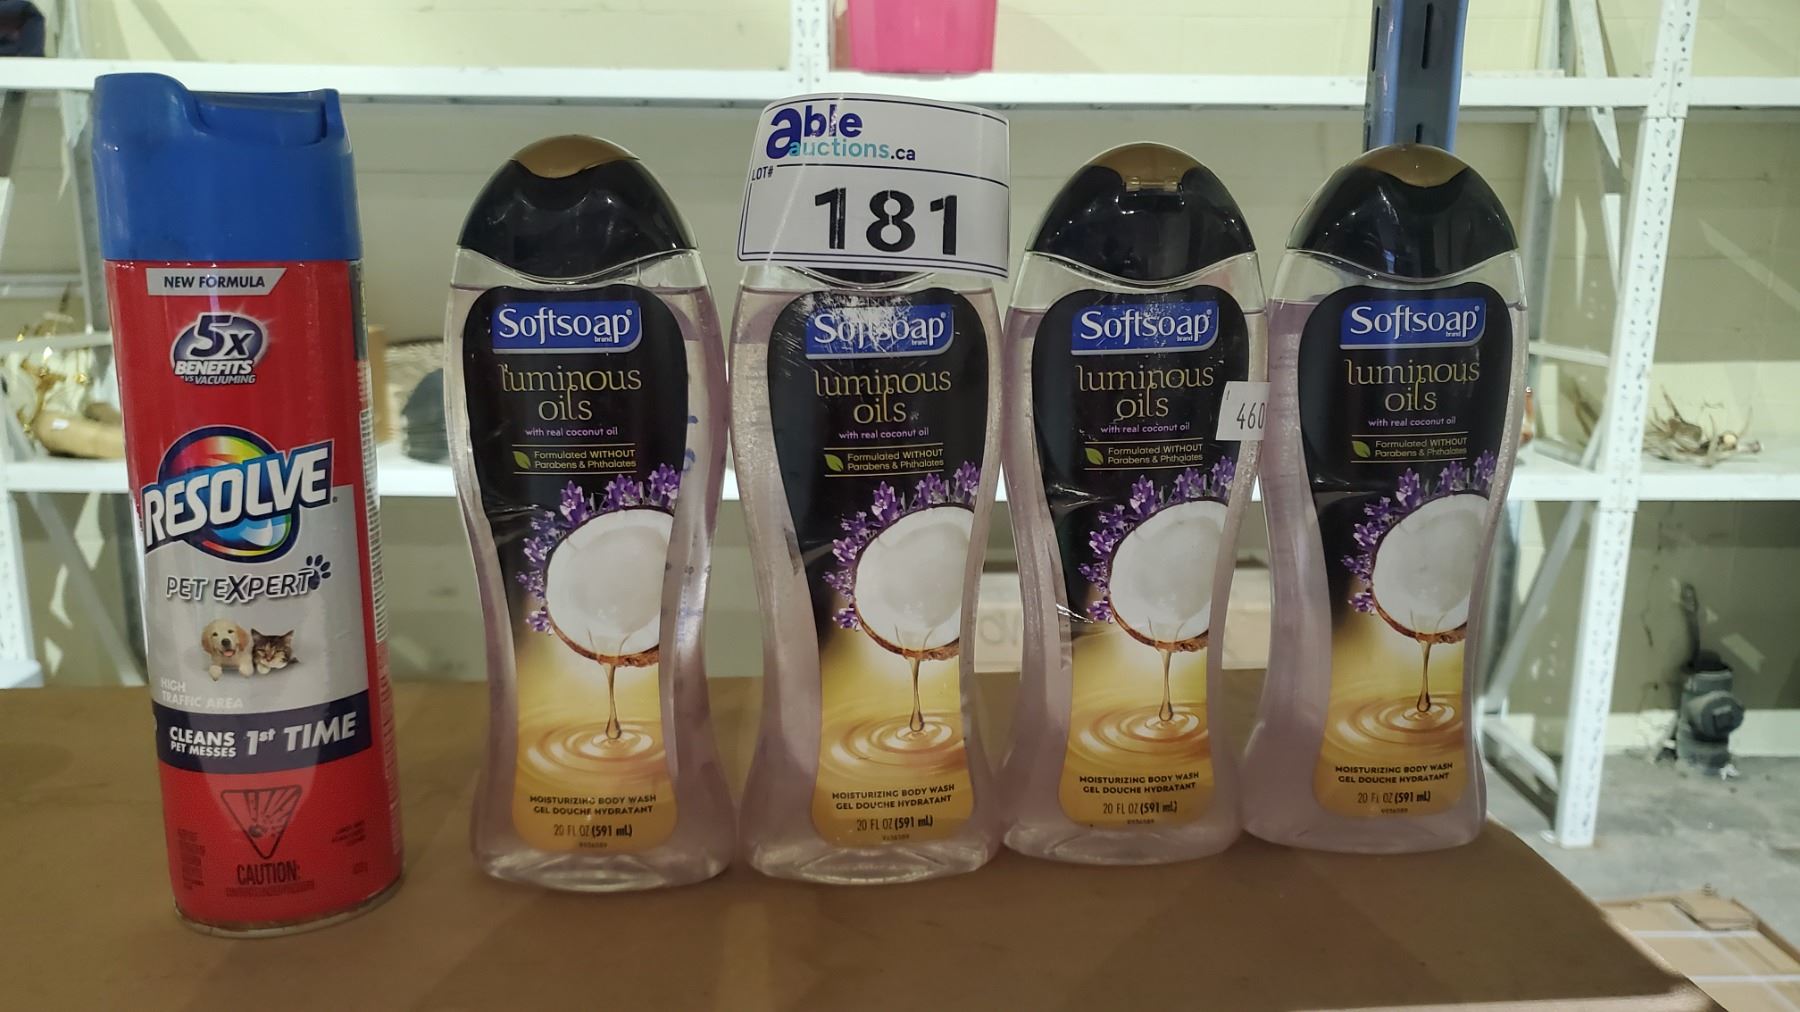 NEW FORMULA
5x
BENEFITS
VS VACUUMING
RESOLVE
PET EXPERT
HIGH
TRAFFIC AREA
CLEANS
PET MESSES
1st TIME
CAUTION:
able
auctions.ca
LOT#
181
Softsoap®
brand
luminous
oils
with real coconut oil
Formulated WITHOUT
Parabens & Phthalates
MOISTURIZING BODY WASH
GEL DOUCHE HYDRATANT
20 FL OZ (591 mL)
Softsoap®
brand
luminous
oils
with real coconut oil
Formulated WITHOUT
Parabens & Phthalates
MOISTURIZING BODY WASH
GEL DOUCHE HYDRATANT
20 FL OZ (591 mL)
Softsoap®
brand
luminous
oils
with real coconut oil
Formulated WITHOUT
Parabens & Phthalates
MOISTURIZING BODY WASH
GEL DOUCHE HYDRATANT
20 FL OZ (591 mL)
460
Softsoap®
brand
luminous
oils
with real coconut oil
Formulated WITHOUT
Parabens & Phthalates
MOISTURIZING BODY WASH
GEL DOUCHE HYDRATANT
20 FL OZ (591 mL)